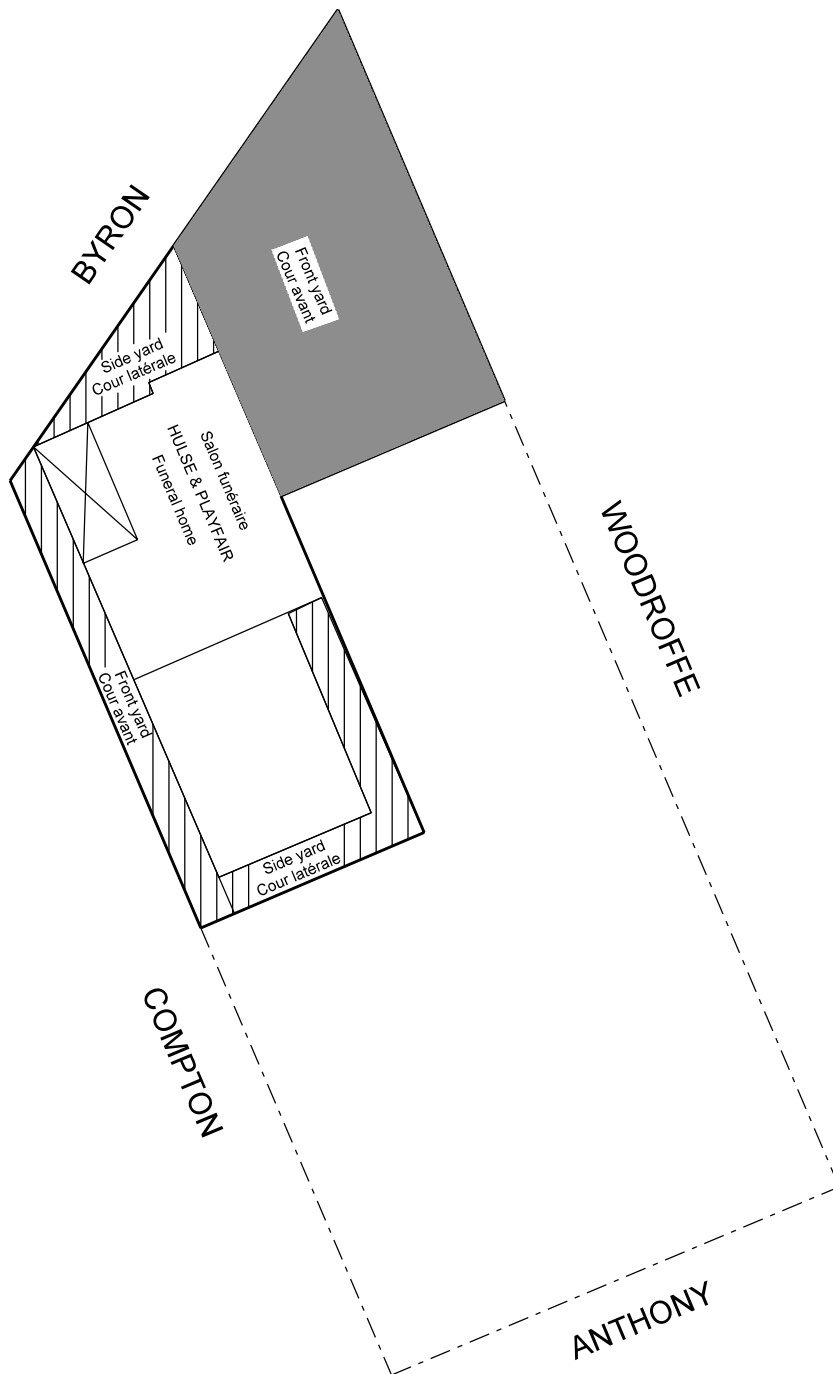 BYRON
Front yard
Cour avant
Side yard
Cour latérale
Salon funéraire
HULSE & PLAYFAIR
Funeral home
WOODROFFE
Front yard
Cour avant
Side yard
Cour latérale
COMPTON
ANTHONY